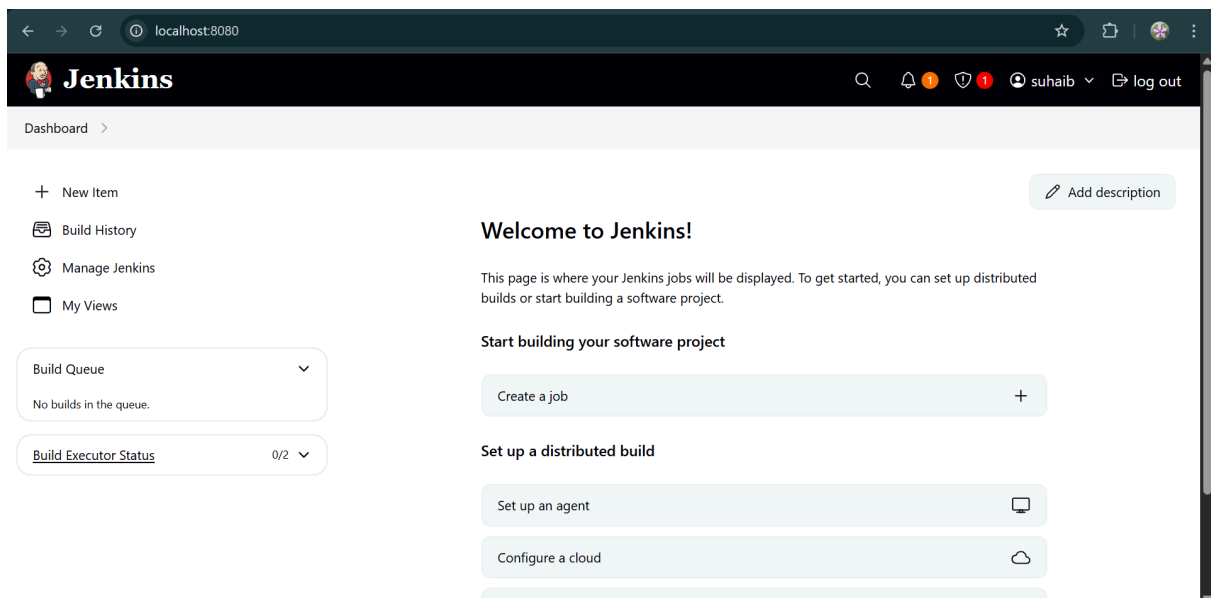 localhost:8080
Jenkins
1
1
suhaib
log out
Dashboard
New Item
Build History
Manage Jenkins
My Views
Build Queue
No builds in the queue.
Build Executor Status
0/2
Add description
Welcome to Jenkins!
This page is where your Jenkins jobs will be displayed. To get started, you can set up distributed
builds or start building a software project.
Start building your software project
Create a job
Set up a distributed build
Set up an agent
Configure a cloud